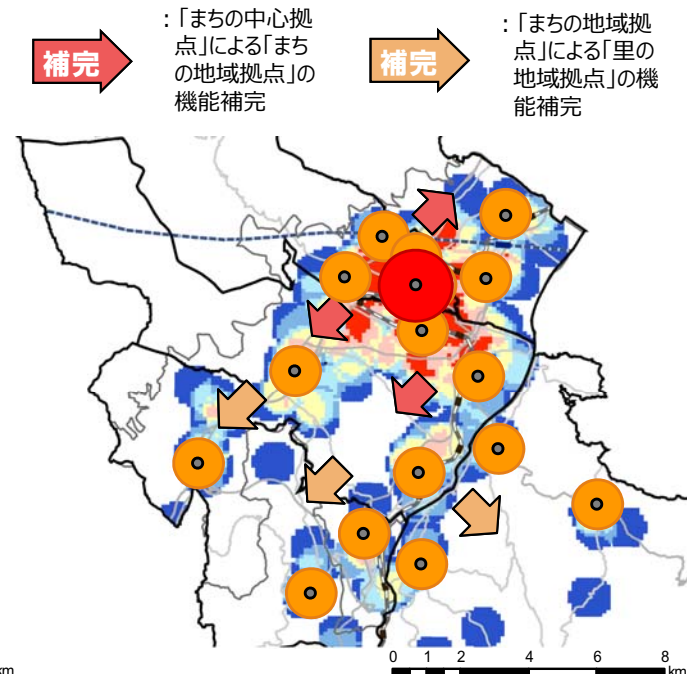 補完
：「まちの中心拠
点」による「まち
の地域拠点」の
機能補完
補完
：「まちの地域拠
点」による「里の
地域拠点」の機
能補完
km
0 1 2 4 6 8
km